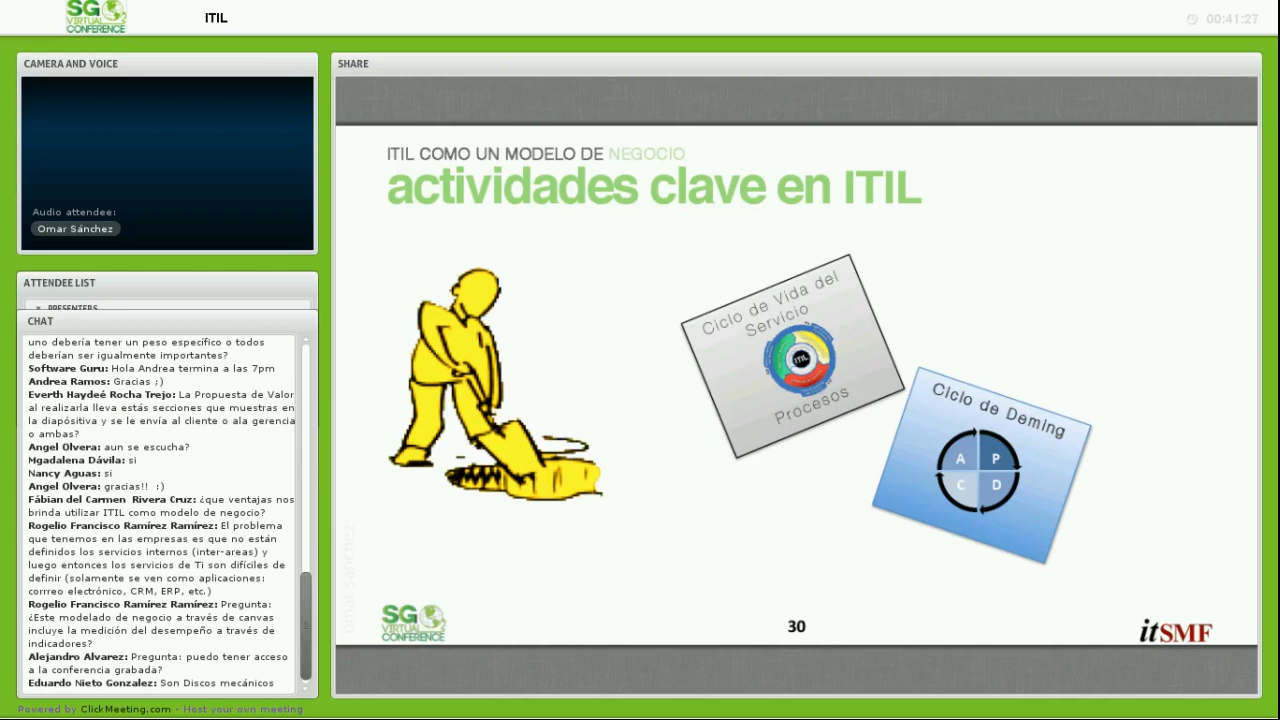 SG
VIRTUAL
CONFERENCE
ITIL
00:41:27
CAMERA AND VOICE
Audio attendee:
Omar Sánchez
ATTENDEE LIST
PRESENTERS
CHAT
uno debería tener un peso específico o todos
deberían ser igualmente importantes?
Software Guru: Hola Andrea termina a las 7pm
Andrea Ramos: Gracias ;)
Everth Haydeé Rocha Trejo: La Propuesta de Valor
al realizarla lleva estás secciones que muestras en
la diapósitiva y se le envía al cliente o ala gerencia
o ambas?
Angel Olvera: aun se escucha?
Mgadalena Dávila: si
Nancy Aguas: si
Angel Olvera: gracias!! :)
Fábian del Carmen Rivera Cruz: ¿que ventajas nos
brinda utilizar ITIL como modelo de negocio?
Rogelio Francisco Ramírez Ramírez: El problema
que tenemos en las empresas es que no están
definidos los servicios internos (inter-areas) y
luego entonces los servicios de Ti son difíciles de
definir (solamente se ven como aplicaciones:
corrreo electrónico, CRM, ERP, etc.)
Rogelio Francisco Ramírez Ramírez: Pregunta:
¿Este modelado de negocio a través de canvas
incluye la medición del desempeño a través de
indicadores?
Alejandro Alvarez: Pregunta: puedo tener acceso
a la conferencia grabada?
Eduardo Nieto Gonzalez: Son Discos mecánicos
Powered by ClickMeeting.com - Host your own meeting
SHARE
ITIL COMO UN MODELO DE NEGOCIO
actividades clave en ITIL
Ciclo de Vida del
Servicio
ITIL
Procesos
Ciclo de Deming
A P
C D
omar sánchez
SG
VIRTUAL
CONFERENCE
30
itSMF